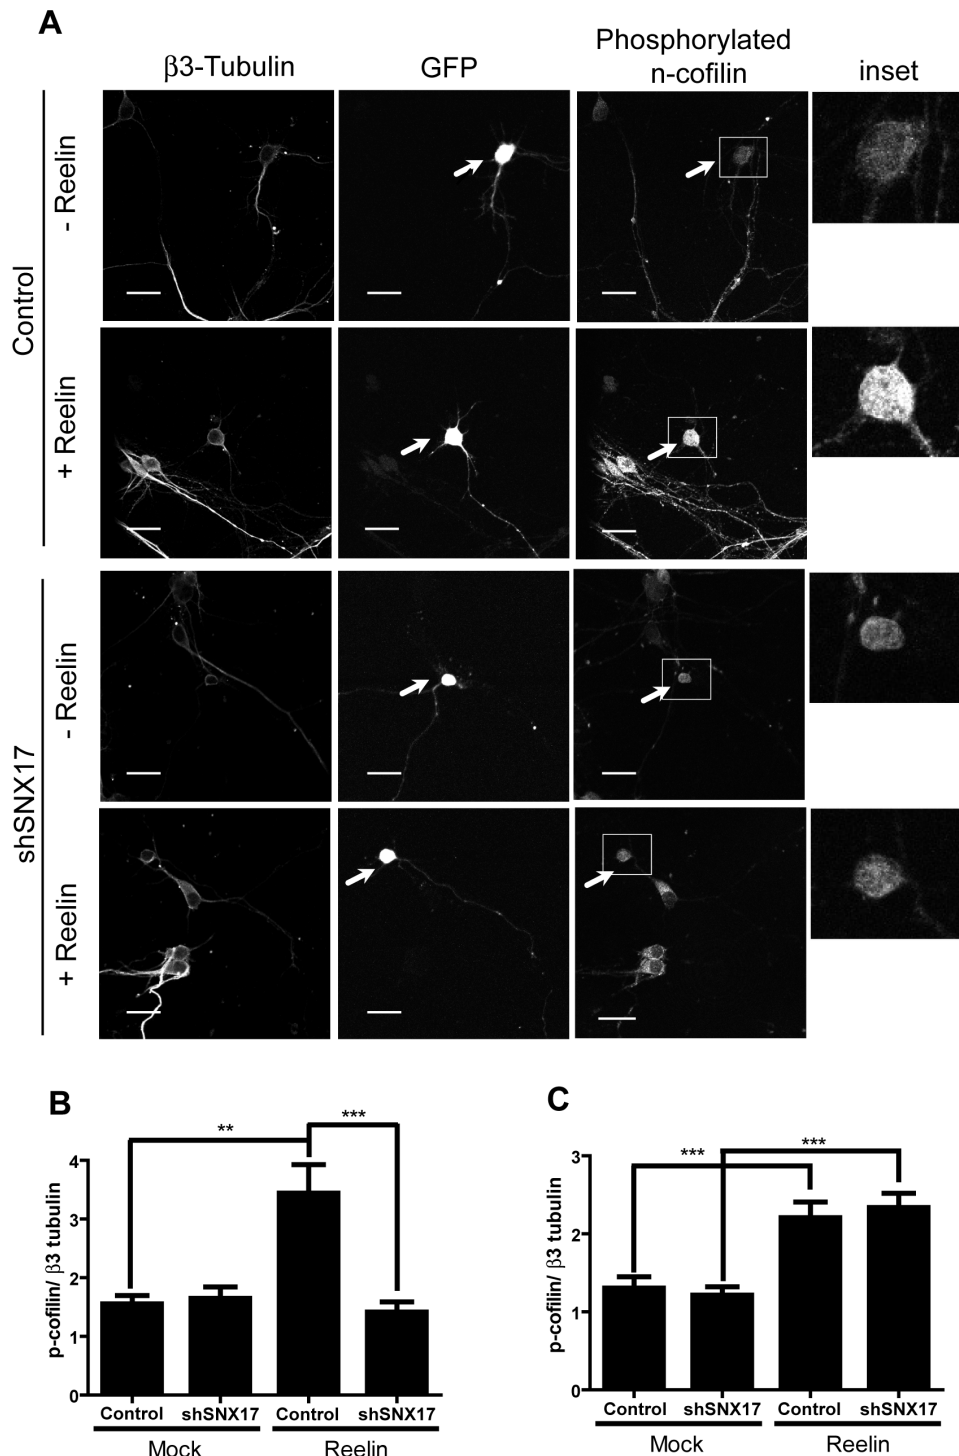 A
β3-Tubulin
GFP
Phosphorylated
n-cofilin
inset
Control
- Reelin
+ Reelin
shSNX17
- Reelin
+ Reelin
B
**
***
p-cofilin/ β3 tubulin
4
3
2
1
0
Control shSNX17 Control shSNX17
Mock Reelin
C
***
***
p-cofilin/ β3 tubulin
3
2
1
0
Control shSNX17 Control shSNX17
Mock Reelin